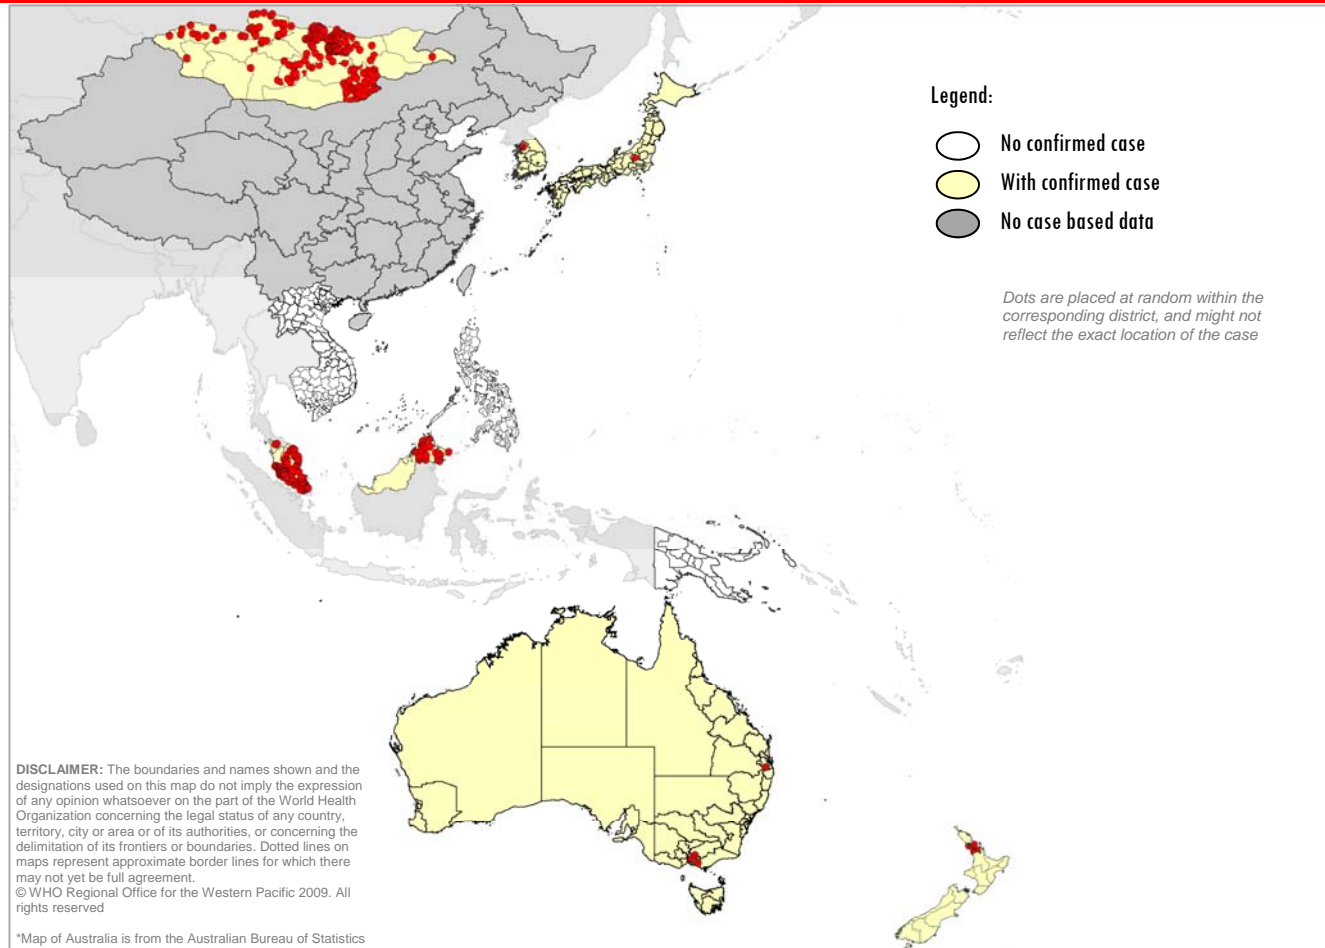 Legend:
No confirmed case
With confirmed case
No case based data
Dots are placed at random within the
corresponding district, and might not
reflect the exact location of the case
DISCLAIMER: The boundaries and names shown and the
designations used on this map do not imply the expression
of any opinion whatsoever on the part of the World Health
Organization concerning the legal status of any country,
territory, city or area or of its authorities, or concerning the
delimitation of its frontiers or boundaries. Dotted lines on
maps represent approximate border lines for which there
may not yet be full agreement.
© WHO Regional Office for the Western Pacific 2009. All
rights reserved
*Map of Australia is from the Australian Bureau of Statistics